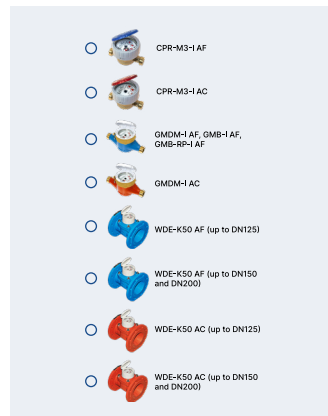 CPR-M3-I AF
CPR-M3-I AC
GMDM-I AF, GMB-I AF,
GMB-RP-I AF
GMDM-I AC
WDE-K50 AF (up to DN125)
WDE-K50 AF (up to DN150
and DN200)
WDE-K50 AC (up to DN125)
WDE-K50 AC (up to DN150
and DN200)